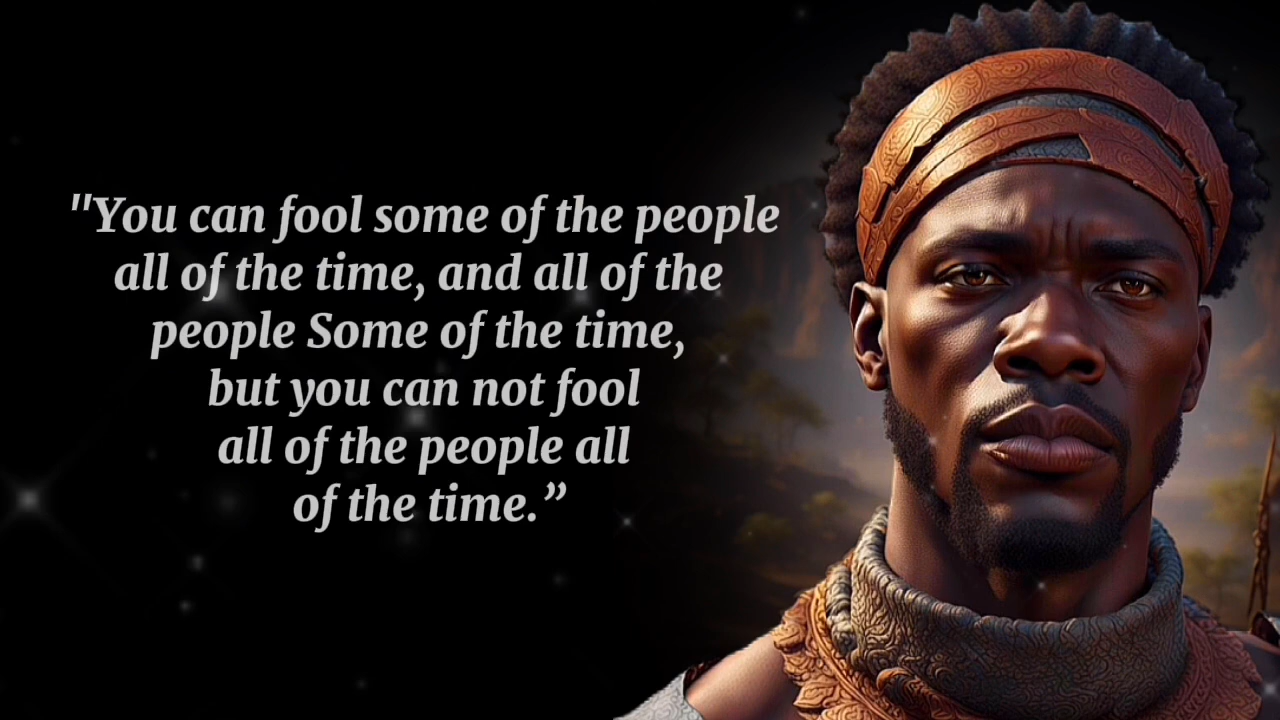 "You can fool some of the people
all of the time, and all of the
people Some of the time,
but you can not fool
all of the people all
of the time.”